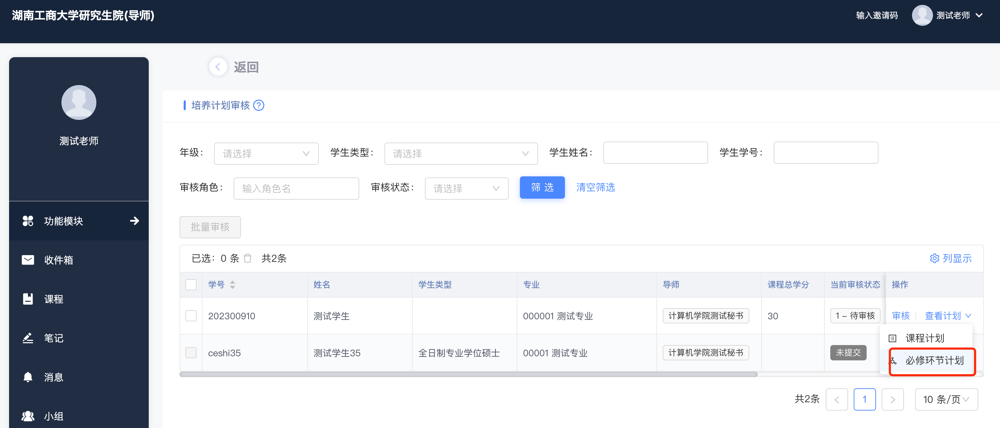 湖南工商大学研究生院(导师)
输入邀请码
测试老师
返回
测试老师
培养计划审核
年级：
请选择
学生类型：
请选择
学生姓名：
学生学号：
审核角色：
输入角色名
审核状态：
请选择
筛 选
清空筛选
功能模块
批量审核
收件箱
已选：0 条
共2条
列显示
学号
姓名
学生类型
专业
导师
课程总学分
当前审核状态
操作
课程
202300910
测试学生
000001 测试专业
计算机学院测试秘书
30
1 – 待审核
审核
查看计划
课程计划
笔记
ceshi35
测试学生35
全日制专业学位硕士
00001 测试专业
计算机学院测试秘书
未提交
必修环节计划
消息
共2条
1
10 条/页
小组